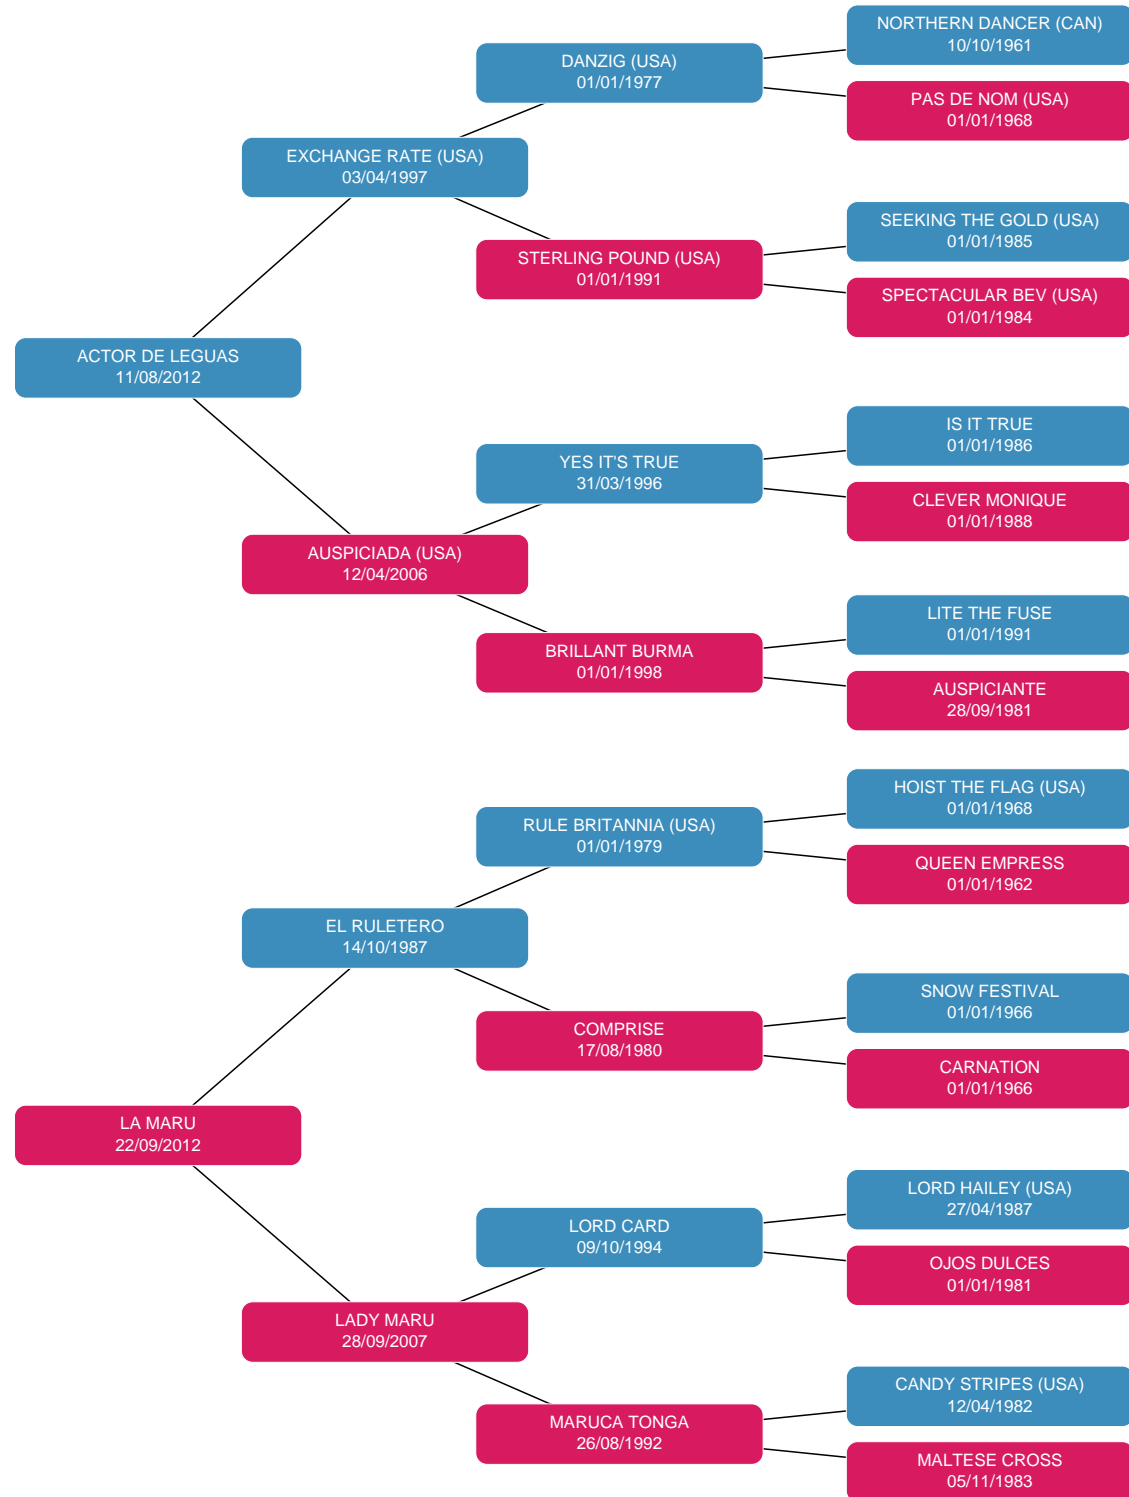 NORTHERN DANCER (CAN)
10/10/1961
DANZIG (USA)
01/01/1977
PAS DE NOM (USA)
01/01/1968
EXCHANGE RATE (USA)
03/04/1997
SEEKING THE GOLD (USA)
01/01/1985
STERLING POUND (USA)
01/01/1991
SPECTACULAR BEV (USA)
01/01/1984
ACTOR DE LEGUAS
11/08/2012
IS IT TRUE
01/01/1986
YES IT'S TRUE
31/03/1996
CLEVER MONIQUE
01/01/1988
AUSPICIADA (USA)
12/04/2006
LITE THE FUSE
01/01/1991
BRILLANT BURMA
01/01/1998
AUSPICIANTE
28/09/1981
HOIST THE FLAG (USA)
01/01/1968
RULE BRITANNIA (USA)
01/01/1979
QUEEN EMPRESS
01/01/1962
EL RULETERO
14/10/1987
SNOW FESTIVAL
01/01/1966
COMPRISE
17/08/1980
CARNATION
01/01/1966
LA MARU
22/09/2012
LORD HAILEY (USA)
27/04/1987
LORD CARD
09/10/1994
OJOS DULCES
01/01/1981
LADY MARU
28/09/2007
CANDY STRIPES (USA)
12/04/1982
MARUCA TONGA
26/08/1992
MALTESE CROSS
05/11/1983